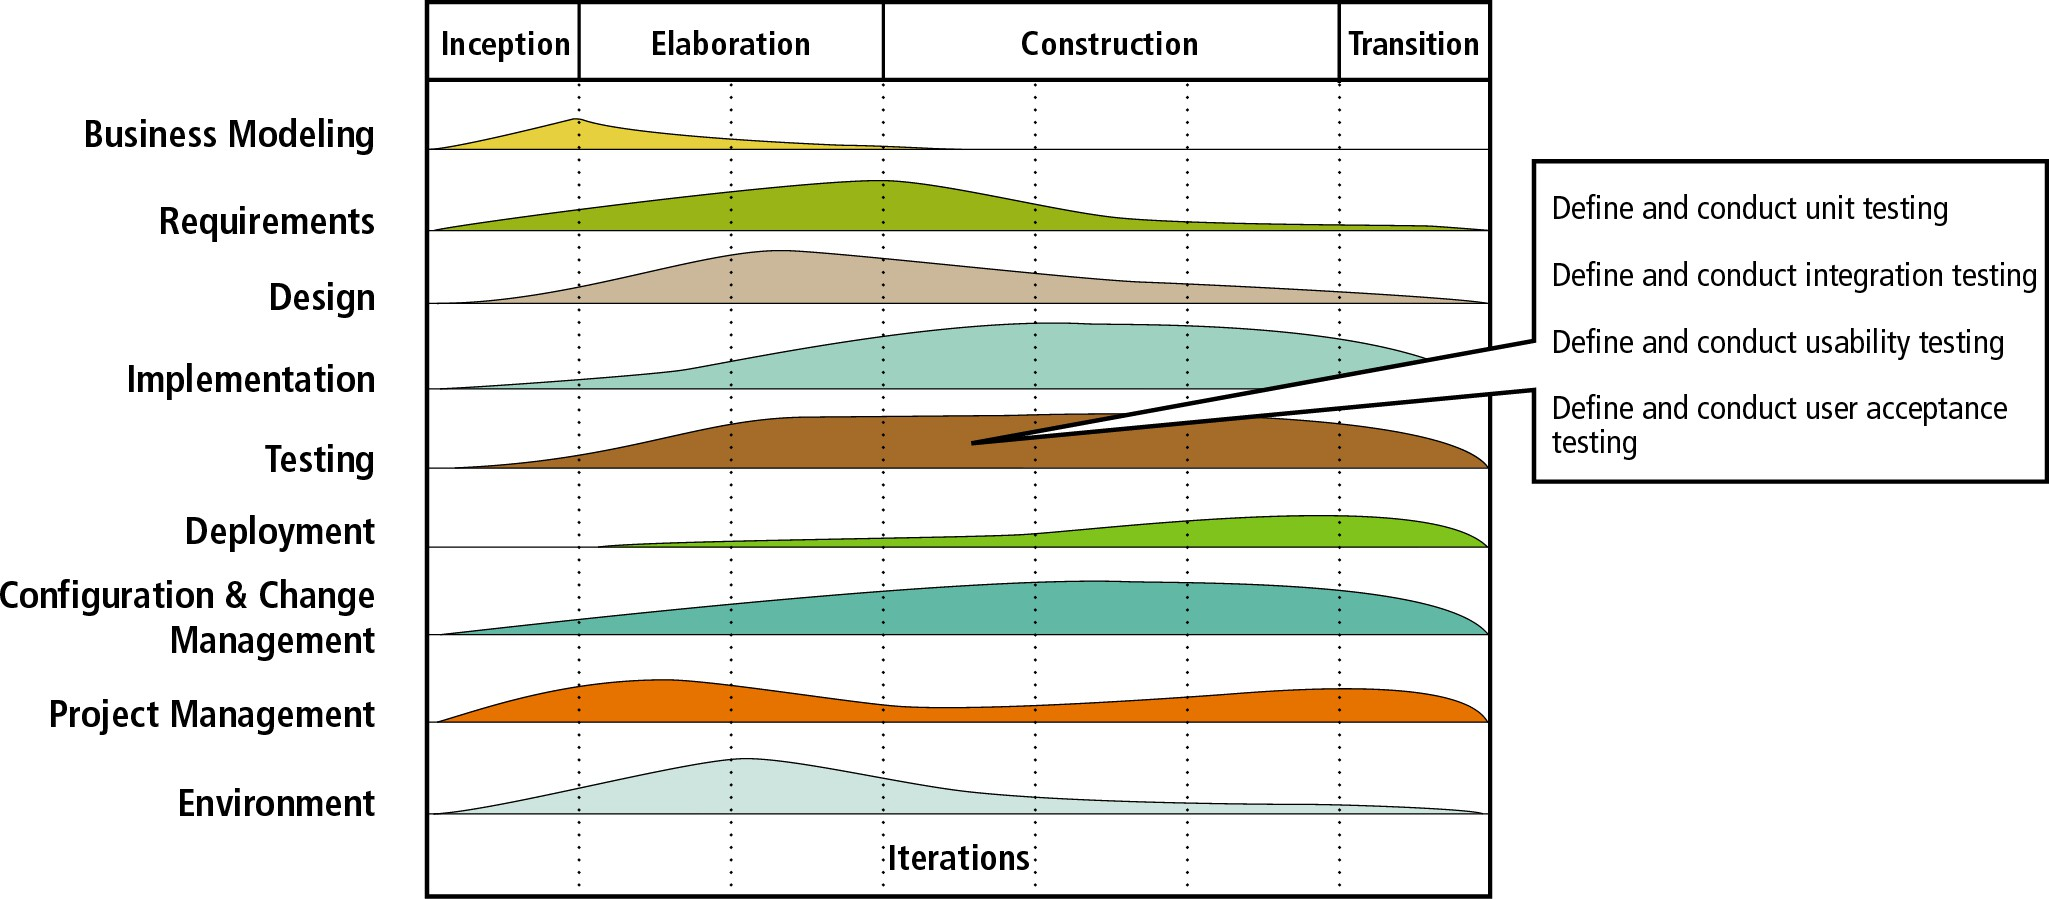 Inception Elaboration Construction Transition
Business Modeling
Requirements
Design
Implementation
Testing
Deployment
Configuration & Change
Management
Project Management
Environment
Iterations
Define and conduct unit testing
Define and conduct integration testing
Define and conduct usability testing
Define and conduct user acceptance
testing